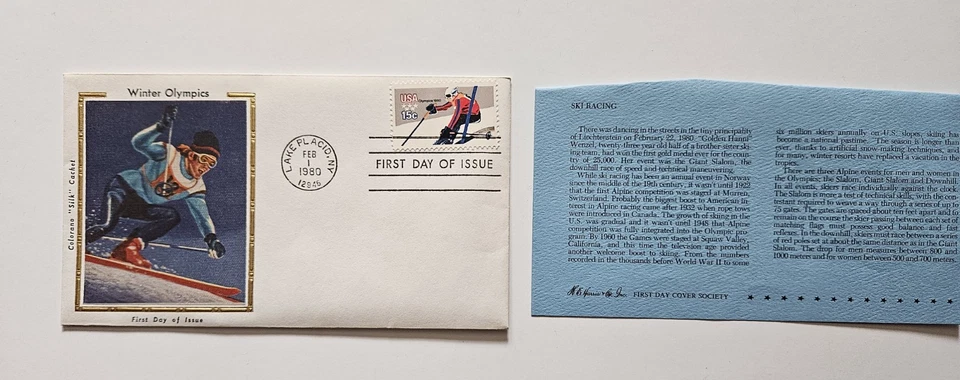 Winter Olympics
Colorano "Silk" Cachet
First Day of Issue
USA
15c
LAKE PLACID, NY
FEB
1
1980
12946
FIRST DAY OF ISSUE
SKI RACING
There was dancing in the streets in the tiny principality
of Liechtenstein on February 22, 1980. "Golden Hanni"
Wenzel, twenty-three year old half of a brother-sister ski-
ing team, had won the first gold medal ever for the coun-
try of 25,000. Her event was the Giant Slalom, the
downhill race of speed and technical maneuvering.
While ski racing has been an annual event in Norway
since the middle of the 19th century, it wasn't until 1922
that the first Alpine competition was staged at Murren,
Switzerland. Probably the biggest boost to American in-
terest in Alpine racing came after 1932 when rope tows
were introduced in Canada. The growth of skiing in the
U.S. was gradual and it wasn't until 1948 that Alpine
competition was fully integrated into the Olympic pro-
gram. By 1960 the Games were staged at Squaw Valley,
California, and this time the television age provided
another welcome boost to skiing. From the numbers
recorded in the thousands before World War II to some
six million skiers annually on U.S. slopes, skiing has
become a national pastime. The season is longer than
ever, thanks to artificial snow-making techniques, and
for many, winter resorts have replaced a vacation in the
tropics.
There are three Alpine events for men and women in
the Olympics; the Slalom, Giant Slalom and Downhill.
In all events, skiers race individually against the clock.
The Slalom is more a test of technical skills, with the con-
testant required to weave a way through a series of up to
75 gates. The gates are spaced about ten feet apart and to
remain on the course the skier passing between each set of
matching flags must possess good balance and fast
reflexes. In the downhill, skiers must race between a series
of red poles set at about the same distance as in the Giant
Slalom. The drop for men measures between 800 and
1000 meters and for women between 500 and 700 meters.
H.E. Harris & Co., Inc. FIRST DAY COVER SOCIETY